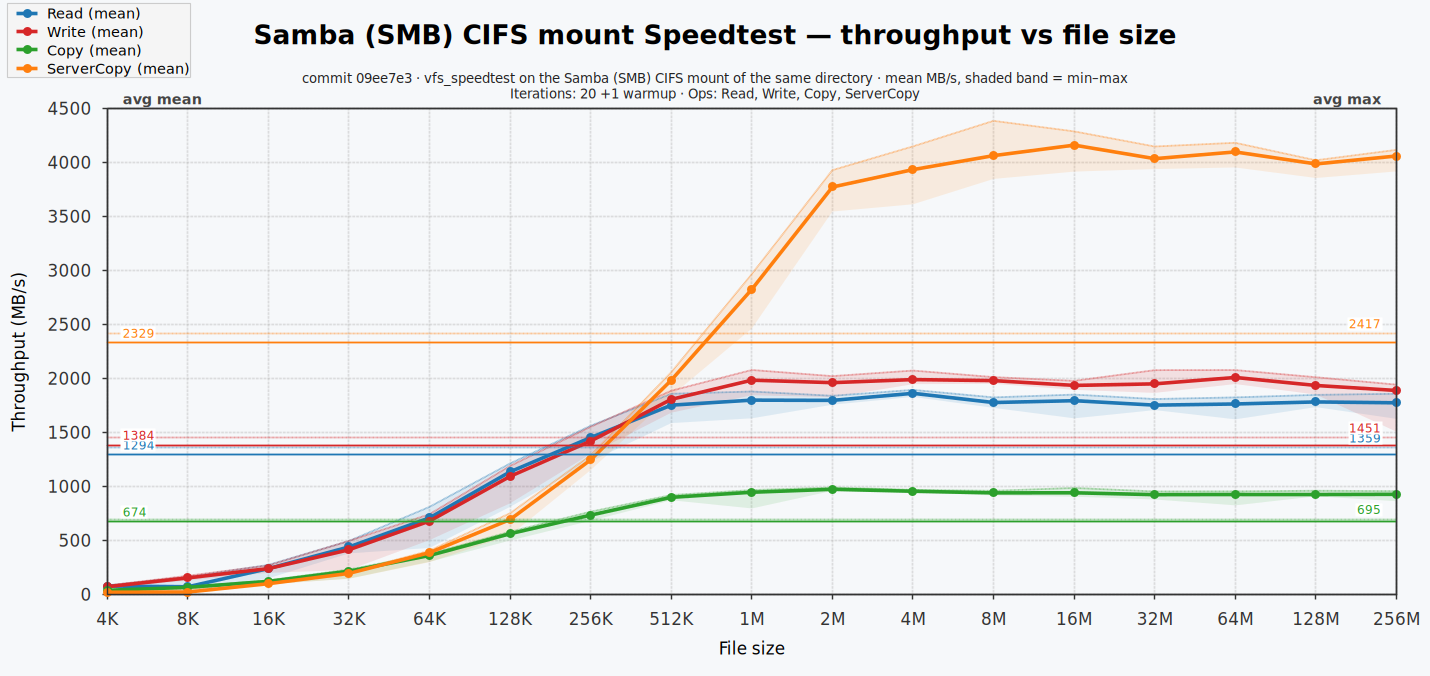 Read (mean)
Write (mean)
Copy (mean)
ServerCopy (mean)
Samba (SMB) CIFS mount Speedtest — throughput vs file size
commit 09ee7e3 · vfs_speedtest on the Samba (SMB) CIFS mount of the same directory · mean MB/s, shaded band = min–max
Iterations: 20 +1 warmup · Ops: Read, Write, Copy, ServerCopy
avg mean
avg max
4500
4000
3500
3000
2500
2000
1500
1000
500
0
Throughput (MB/s)
2329
1384
1294
674
2417
1451
1359
695
4K 8K 16K 32K 64K 128K 256K 512K 1M 2M 4M 8M 16M 32M 64M 128M 256M
File size